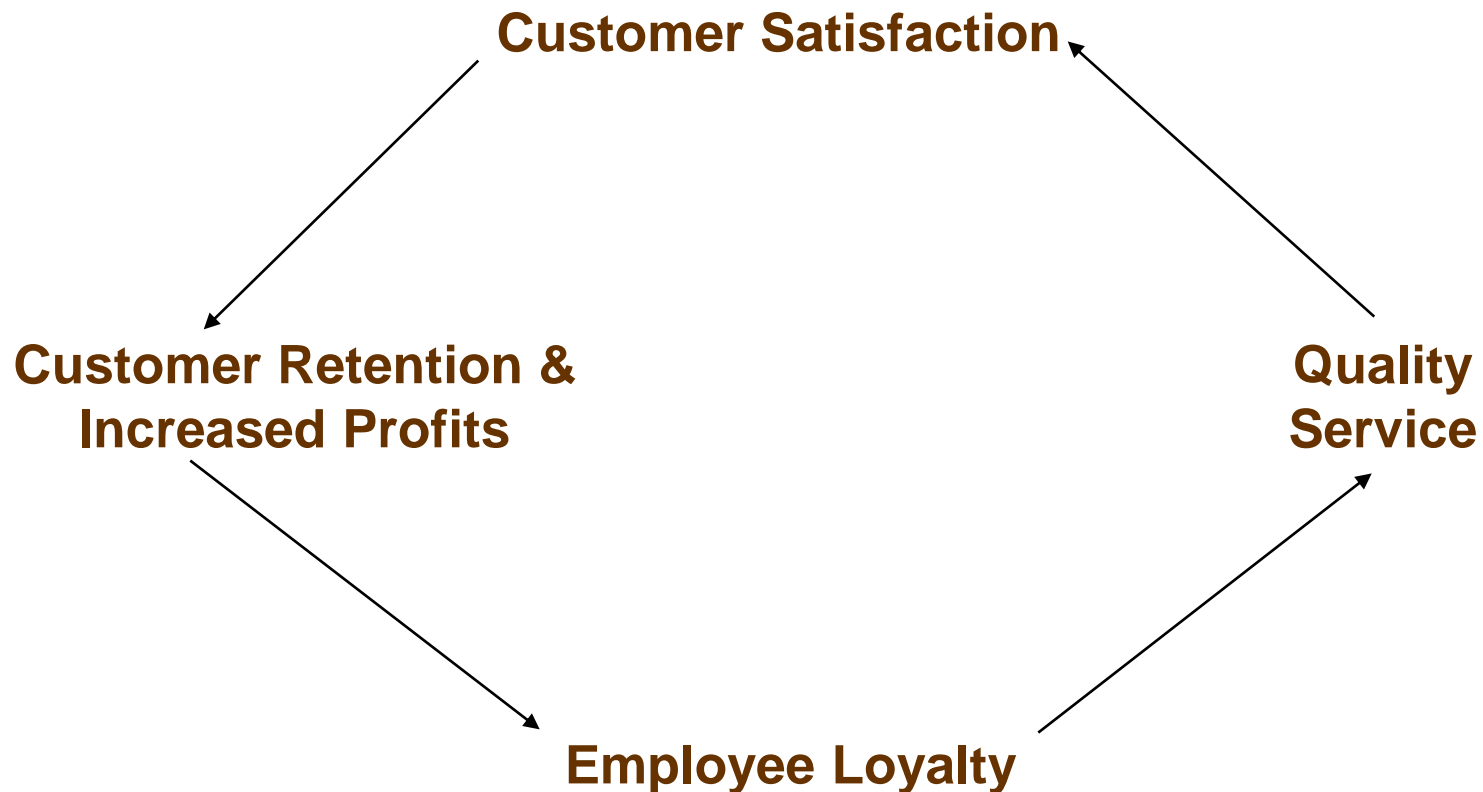 Customer Satisfaction
Customer Retention &
Increased Profits
Quality
Service
Employee Loyalty